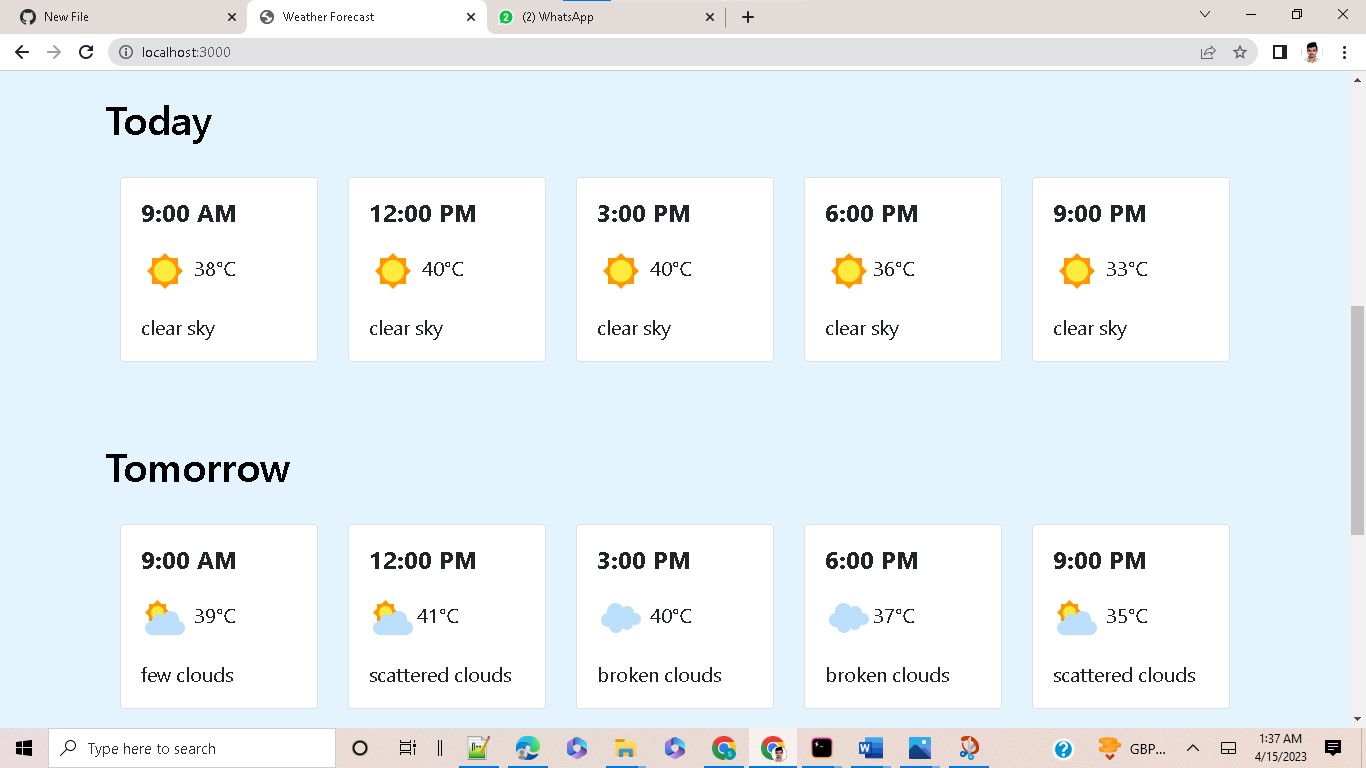 New File
Weather Forecast
2
(2) WhatsApp
localhost:3000
Today
9:00 AM 12:00 PM 3:00 PM 6:00 PM 9:00 PM
38°C 40°C 40°C 36°C 33°C
clear sky clear sky clear sky clear sky clear sky
Tomorrow
9:00 AM 12:00 PM 3:00 PM 6:00 PM 9:00 PM
39°C 41°C 40°C 37°C 35°C
few clouds scattered clouds broken clouds broken clouds scattered clouds
Type here to search
W
?
GBP...
1:37 AM
4/15/2023